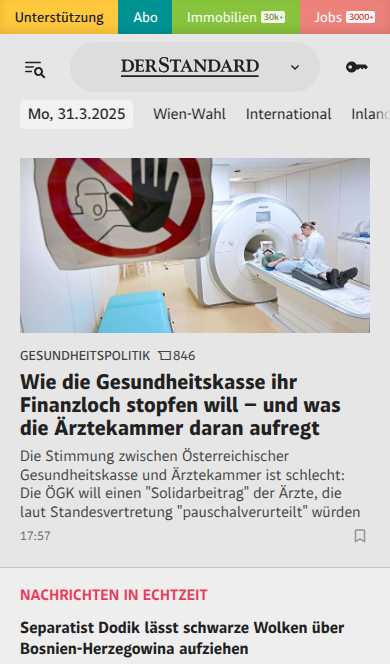 Unterstützung Abo Immobilien 30k+ Jobs 3000+
DERSTANDARD
Mo, 31.3.2025 Wien-Wahl International
GESUNDHEITSPOLITIK 846
Wie die Gesundheitskasse ihr
Finanzloch stopfen will – und was
die Ärztekammer daran aufregt
Die Stimmung zwischen Österreichischer
Gesundheitskasse und Ärztekammer ist schlecht:
Die ÖGK will einen "Solidarbeitrag" der Ärzte, die
laut Standesvertretung "pauschalverurteilt" würden
17:57
NACHRICHTEN IN ECHTZEIT
Separatist Dodik lässt schwarze Wolken über
Bosnien-Herzegowina aufziehen